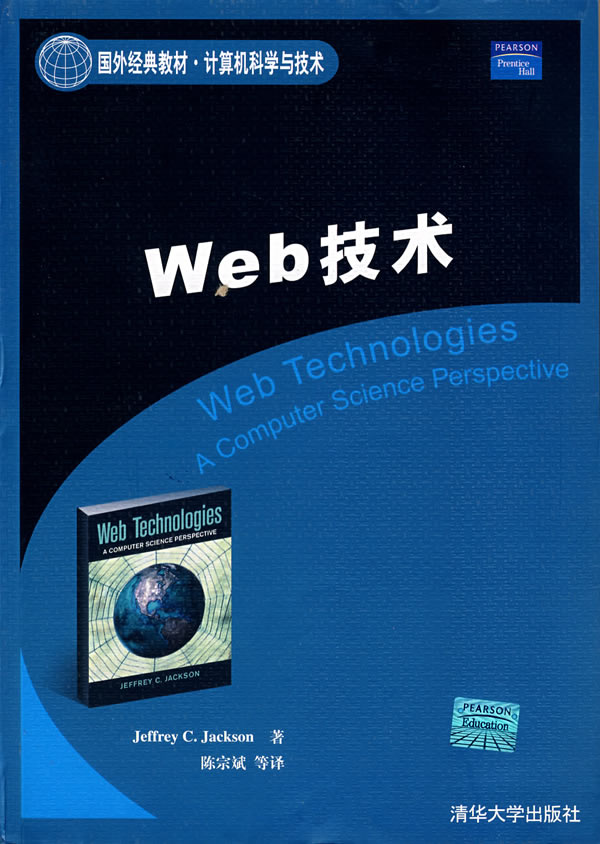 国外经典教材·计算机科学与技术
PEARSON
Prentice
Hall
Web技术
Web Technologies
A Computer Science Perspective
Web Technologies
A COMPUTER SCIENCE PERSPECTIVE
JEFFREY C. JACKSON
Jeffrey C. Jackson 著
陈宗斌 等译
PEARSON
Education
清华大学出版社